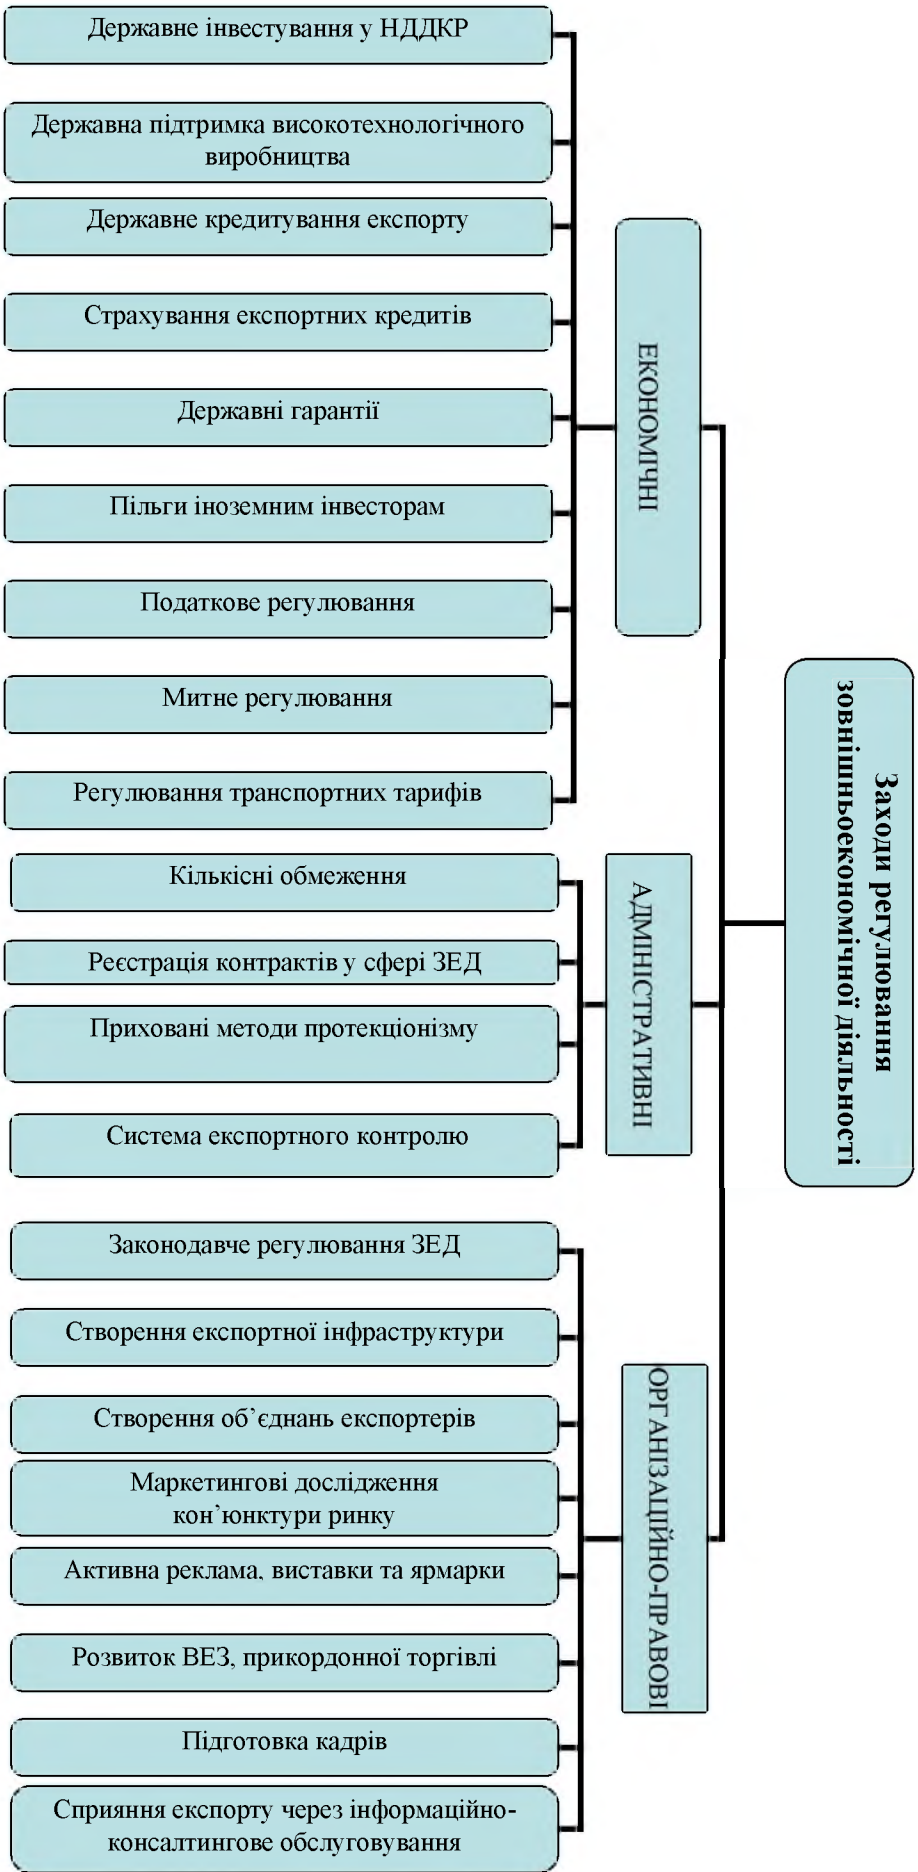 Заходи регулювання
зовнішньоекономічної діяльності
ЕКОНОМІЧНІ
Державне інвестування у НДДКР
Державна підтримка високотехнологічного
виробництва
Державне кредитування експорту
Страхування експортних кредитів
Державні гарантії
Пільги іноземним інвесторам
Податкове регулювання
Митне регулювання
Регулювання транспортних тарифів
АДМІНІСТРАТИВНІ
Кількісні обмеження
Реєстрація контрактів у сфері ЗЕД
Приховані методи протекціонізму
Система експортного контролю
ОРГАНІЗАЦІЙНО-ПРАВОВІ
Законодавче регулювання ЗЕД
Створення експортної інфраструктури
Створення об’єднань експортерів
Маркетингові дослідження
кон’юнктури ринку
Активна реклама, виставки та ярмарки
Розвиток ВЕЗ, прикордонної торгівлі
Підготовка кадрів
Сприяння експорту через інформаційно-
консалтингове обслуговування